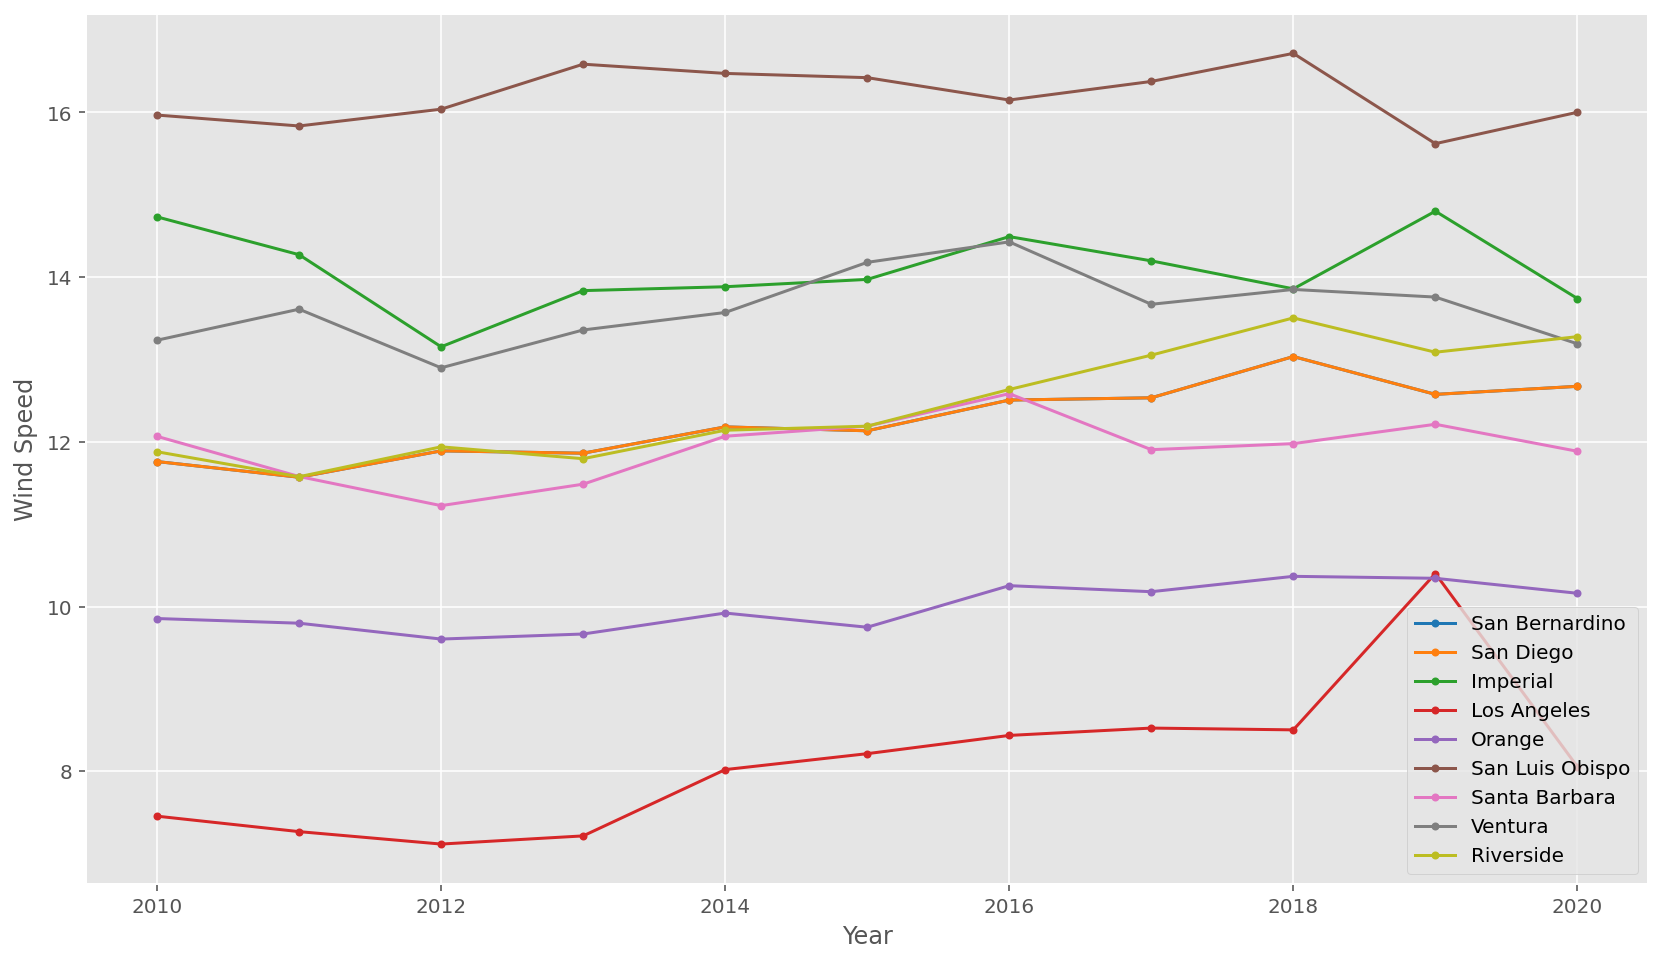 16
14
12
10
8
Wind Speed
2010
2012
2014
2016
2018
2020
Year
San Bernardino
San Diego
Imperial
Los Angeles
Orange
San Luis Obispo
Santa Barbara
Ventura
Riverside